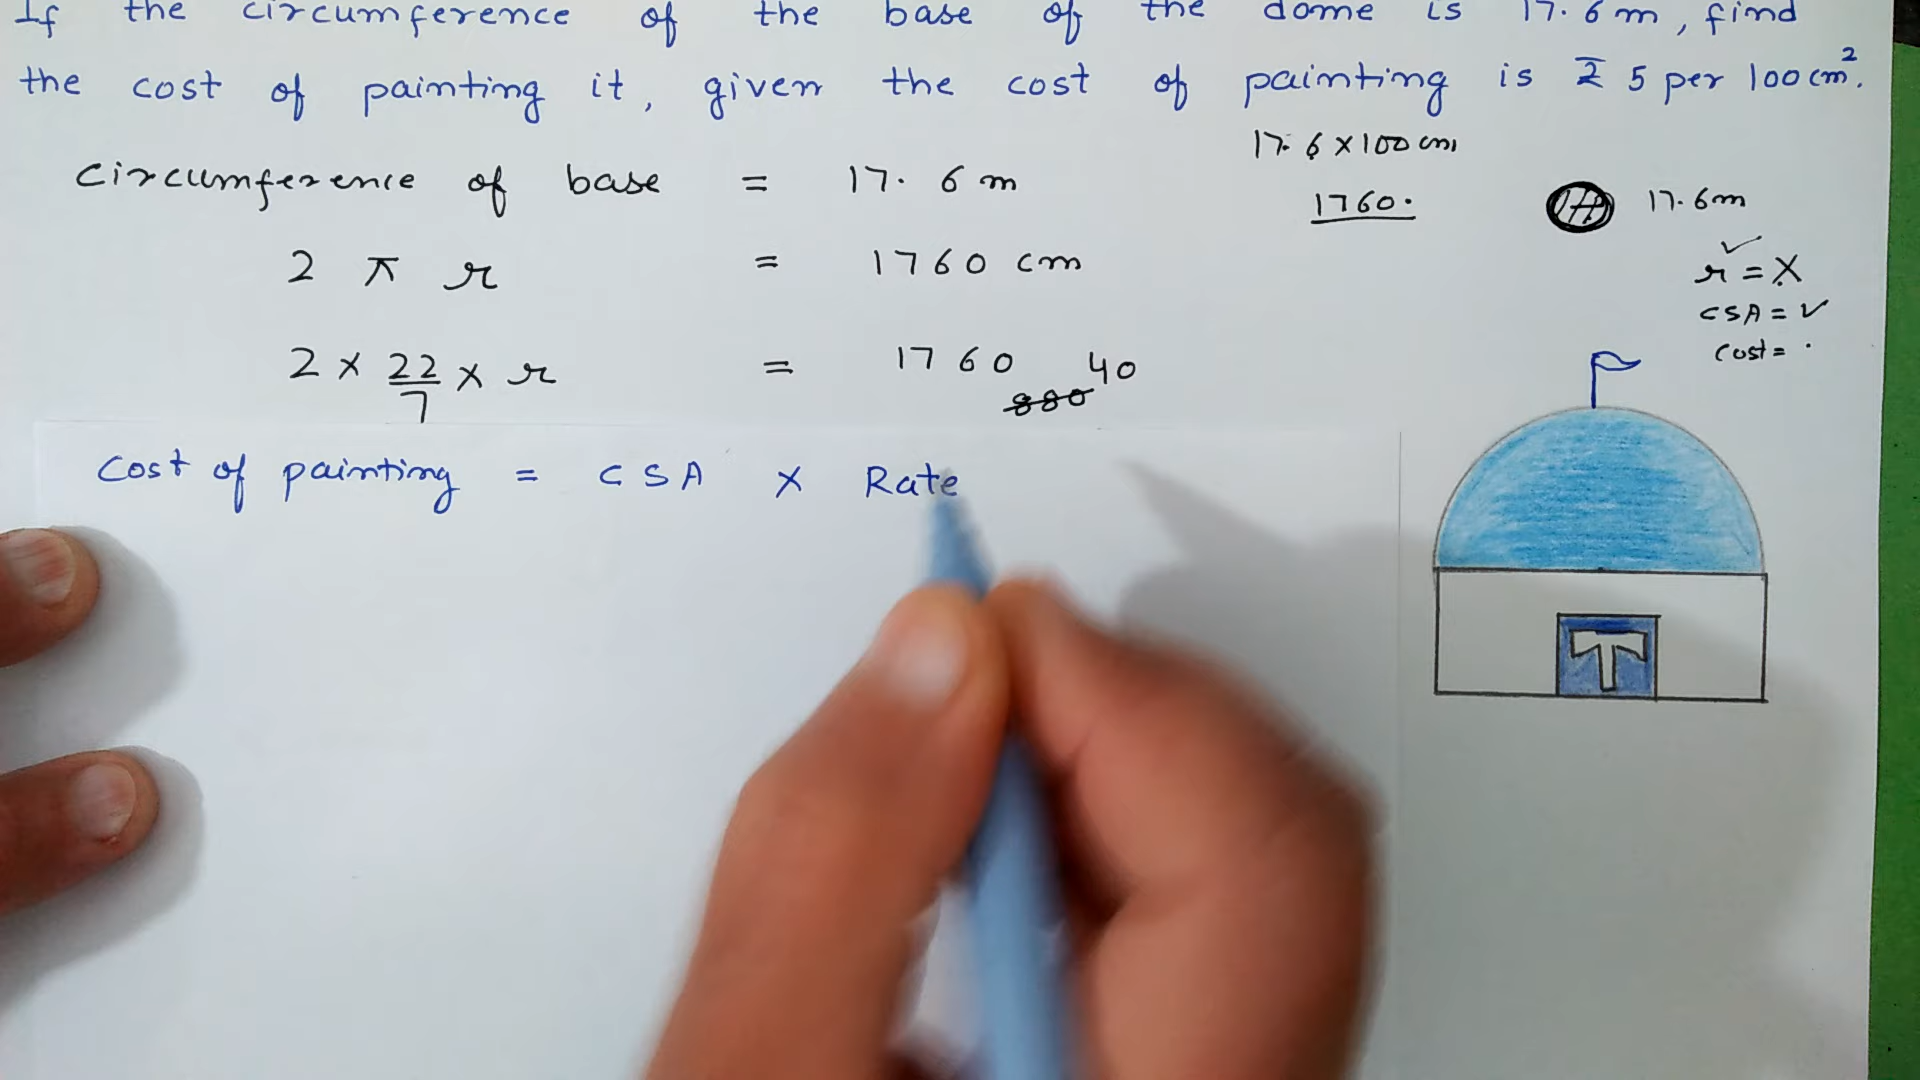 If the circumference of the base of the dome is 17.6 m, find
the cost of painting it, given the cost of painting is ₹ 5 per 100 cm².
17.6 × 100 cm
circumference of base = 17.6 m
1760.
17.6m
2 π r = 1760 cm
r = x
CSA = ✓
Cost = .
2 × 22/7 × r = 1760
880 40
Cost of painting = CSA × Rate